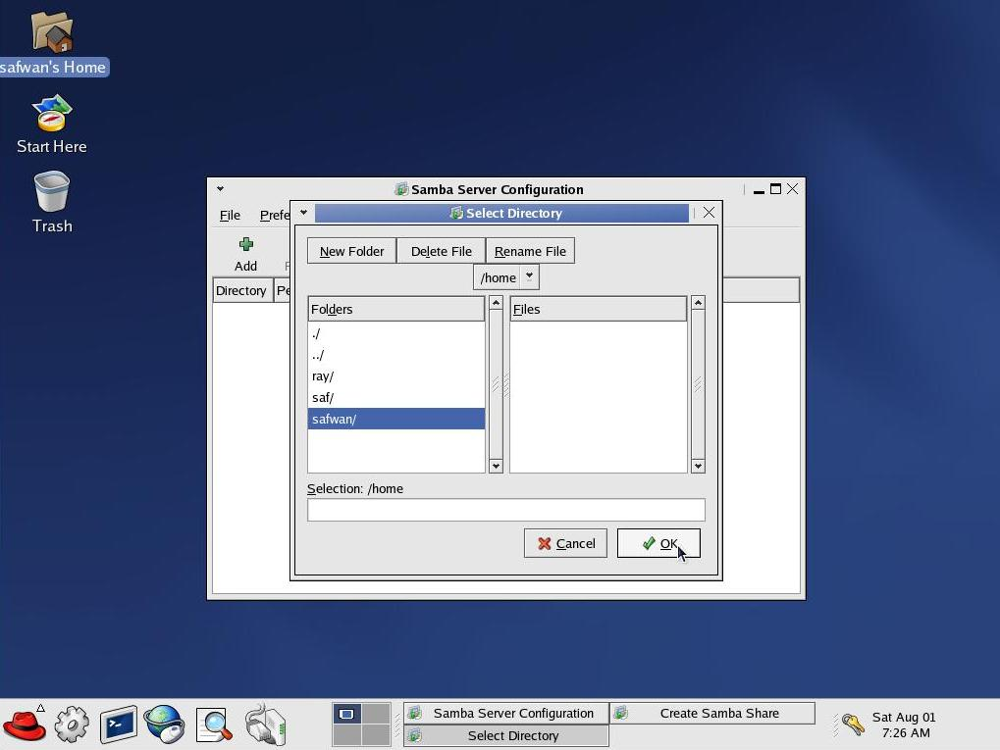 safwan's Home
Start Here
Trash
Samba Server Configuration
File Prefe
Select Directory
New Folder Delete File Rename File
/home
Add
Directory Pe
Folders Files
./
../
ray/
saf/
safwan/
Selection: /home
Cancel OK
Samba Server Configuration Create Samba Share
Select Directory
Sat Aug 01
7:26 AM